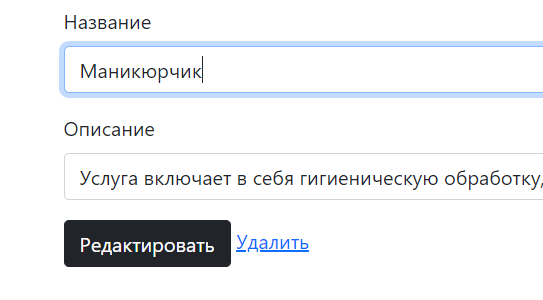 Название
Маникюрчик
Описание
Услуга включает в себя гигиеническую обработку,
Редактировать Удалить